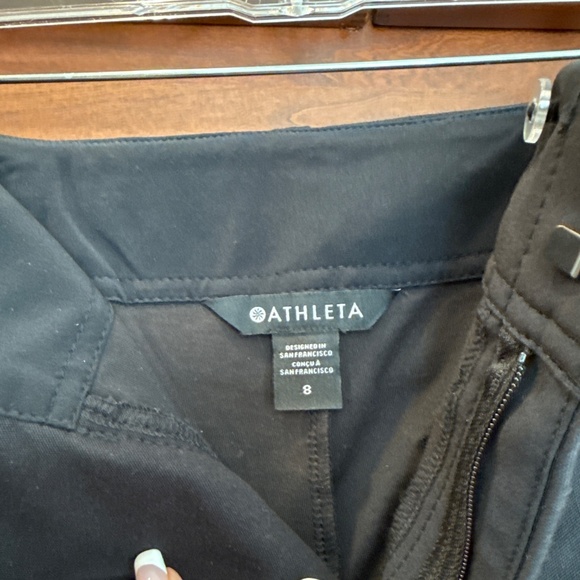 ATHLETA
DESIGNED IN
SAN FRANCISCO
CONÇU À
SAN FRANCISCO
8